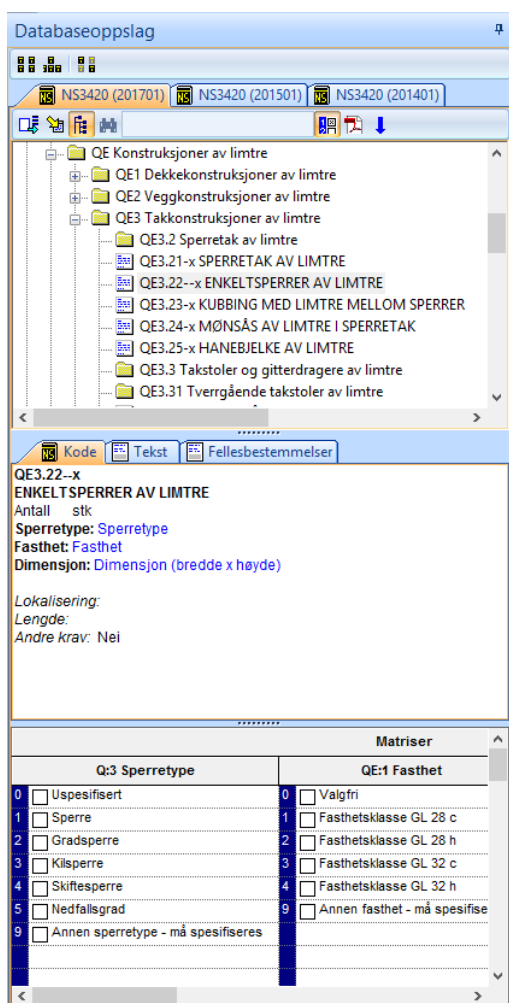 Databaseoppslag
NS3420 (201701) NS3420 (201501) NS3420 (201401)
QE Konstruksjoner av limtre
QE1 Dekkekonstruksjoner av limtre
QE2 Veggkonstruksjoner av limtre
QE3 Takkonstruksjoner av limtre
QE3.2 Sperretak av limtre
QE3.21-x SPERRETAK AV LIMTRE
QE3.22--x ENKELTSPERRER AV LIMTRE
QE3.23-x KUBBING MED LIMTRE MELLOM SPERRER
QE3.24-x MØNSÅS AV LIMTRE I SPERRETAK
QE3.25-x HANEBJELKE AV LIMTRE
QE3.3 Takstoler og gitterdragere av limtre
QE3.31 Tverrgående takstoler av limtre
Kode Tekst Fellesbestemmelser
QE3.22--x
ENKELTSPERRER AV LIMTRE
Antall stk
Sperretype: Sperretype
Fasthet: Fasthet
Dimensjon: Dimensjon (bredde x høyde)
Lokalisering:
Lengde:
Andre krav: Nei
Matriser
Q:3 Sperretype QE:1 Fasthet
0 Uspesifisert 0 Valgfri
1 Sperre 1 Fasthetsklasse GL 28 c
2 Gradsperre 2 Fasthetsklasse GL 28 h
3 Kilsperre 3 Fasthetsklasse GL 32 c
4 Skiftesperre 4 Fasthetsklasse GL 32 h
5 Nedfallsgrad 9 Annen fasthet - må spesifise
9 Annen sperretype - må spesifiseres